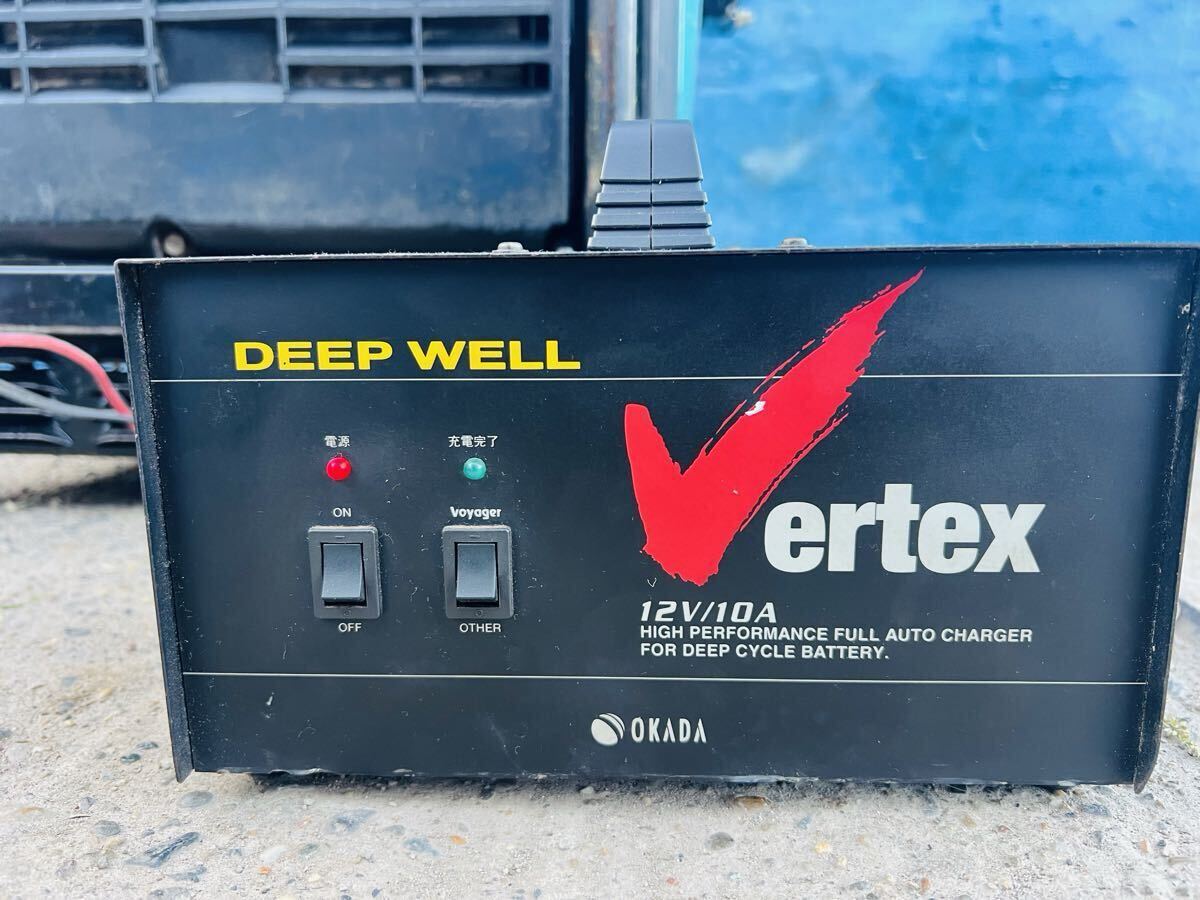 DEEP WELL
電源 充電完了
ON Voyager
OFF OTHER
Vertex
12V/10A
HIGH PERFORMANCE FULL AUTO CHARGER
FOR DEEP CYCLE BATTERY.
OKADA